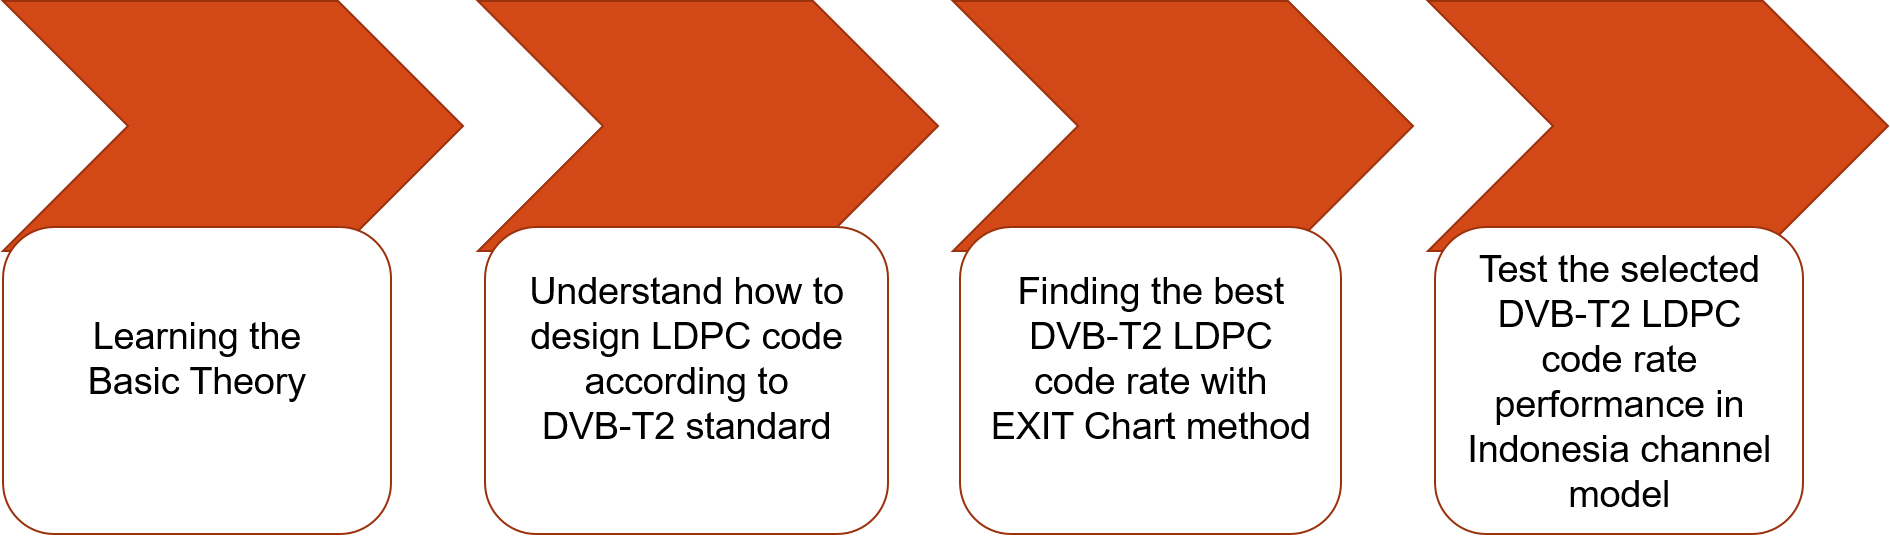 Learning the
Basic Theory
Understand how to
design LDPC code
according to
DVB-T2 standard
Finding the best
DVB-T2 LDPC
code rate with
EXIT Chart method
Test the selected
DVB-T2 LDPC
code rate
performance in
Indonesia channel
model